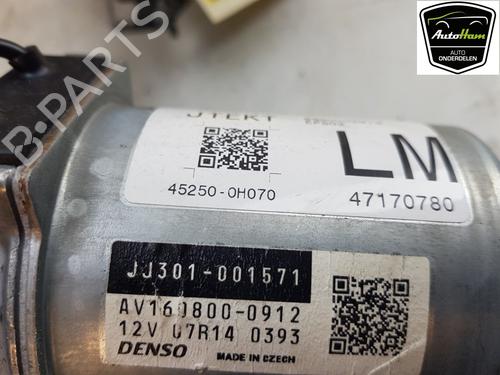 AutoHam
AUTO
ONDERDELEN
B-PARTS
JTEKT
LM
45250-0H070
47170780
JJ301-001571
AV160800-0912
12V 07R14 0393
DENSO
MADE IN CZECH